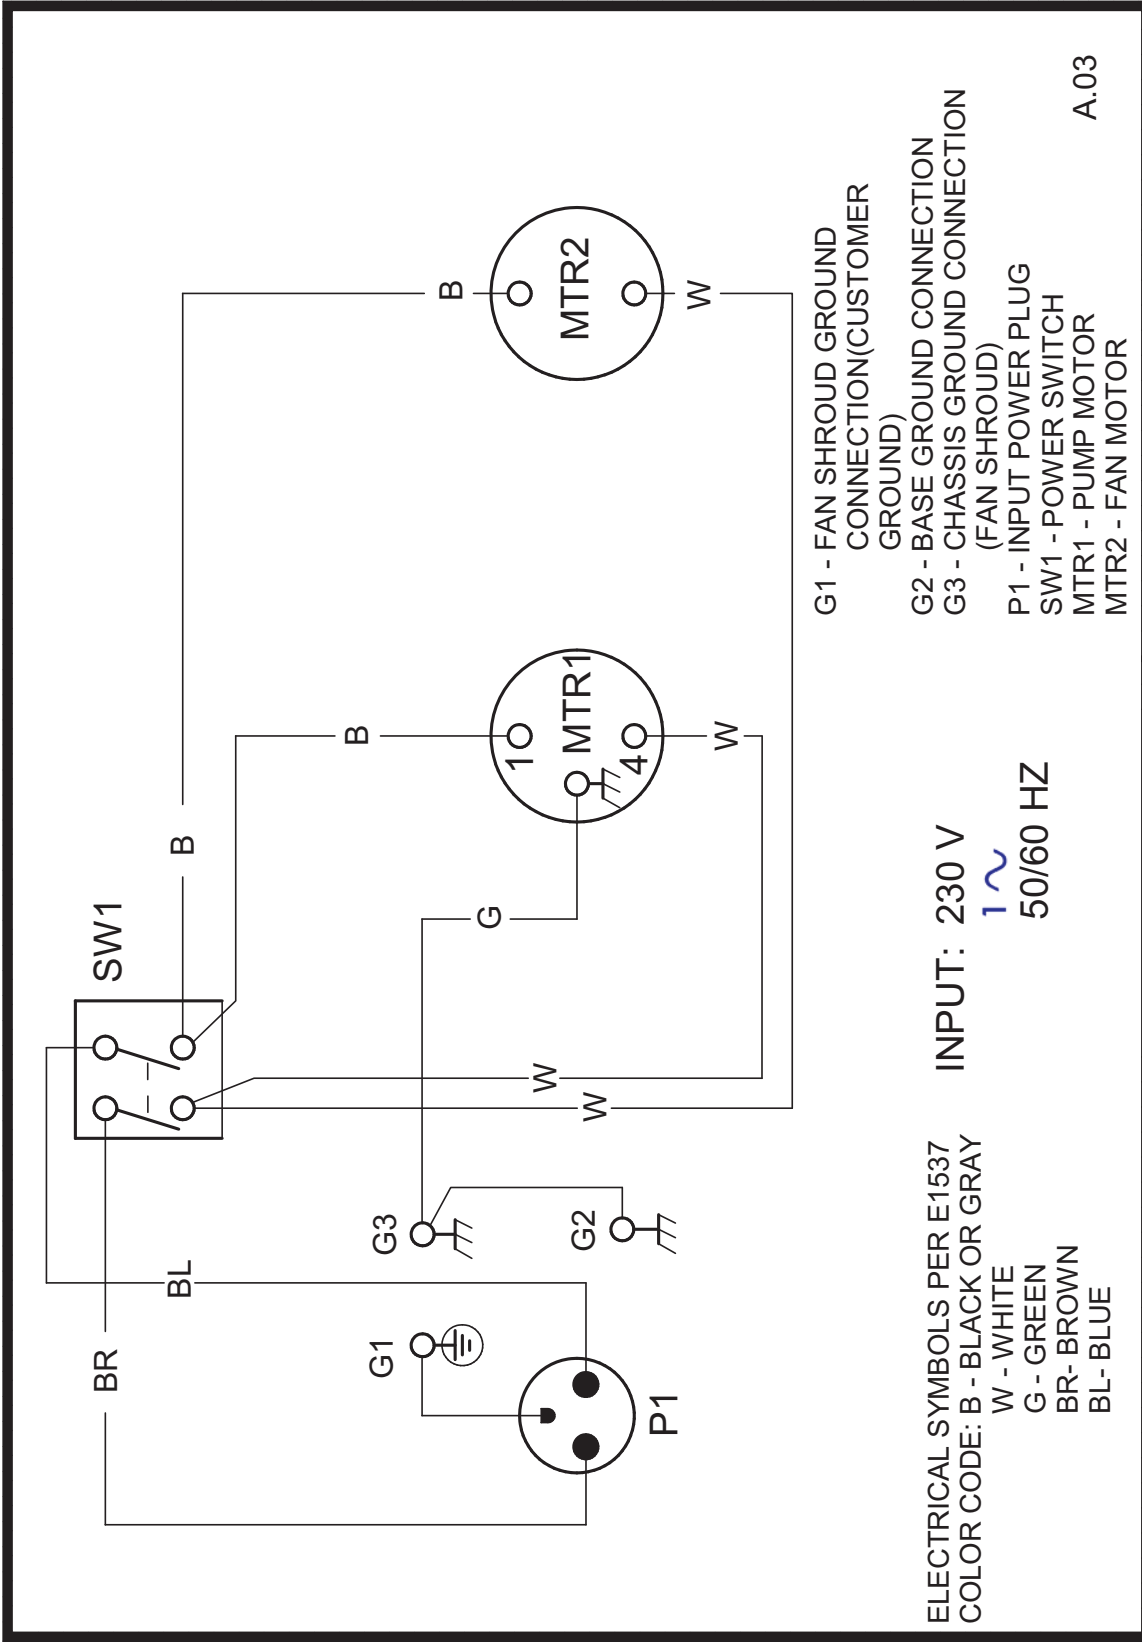 SW1
BR
BL
B
B
B
W
W
W
W
G
G1
G3
G2
P1
1
MTR1
4
MTR2
ELECTRICAL SYMBOLS PER E1537
COLOR CODE: B - BLACK OR GRAY
W - WHITE
G - GREEN
BR- BROWN
BL- BLUE
INPUT: 230 V
1 ~
50/60 HZ
G1 - FAN SHROUD GROUND
CONNECTION(CUSTOMER
GROUND)
G2 - BASE GROUND CONNECTION
G3 - CHASSIS GROUND CONNECTION
(FAN SHROUD)
P1 - INPUT POWER PLUG
SW1 - POWER SWITCH
MTR1 - PUMP MOTOR
MTR2 - FAN MOTOR
A.03